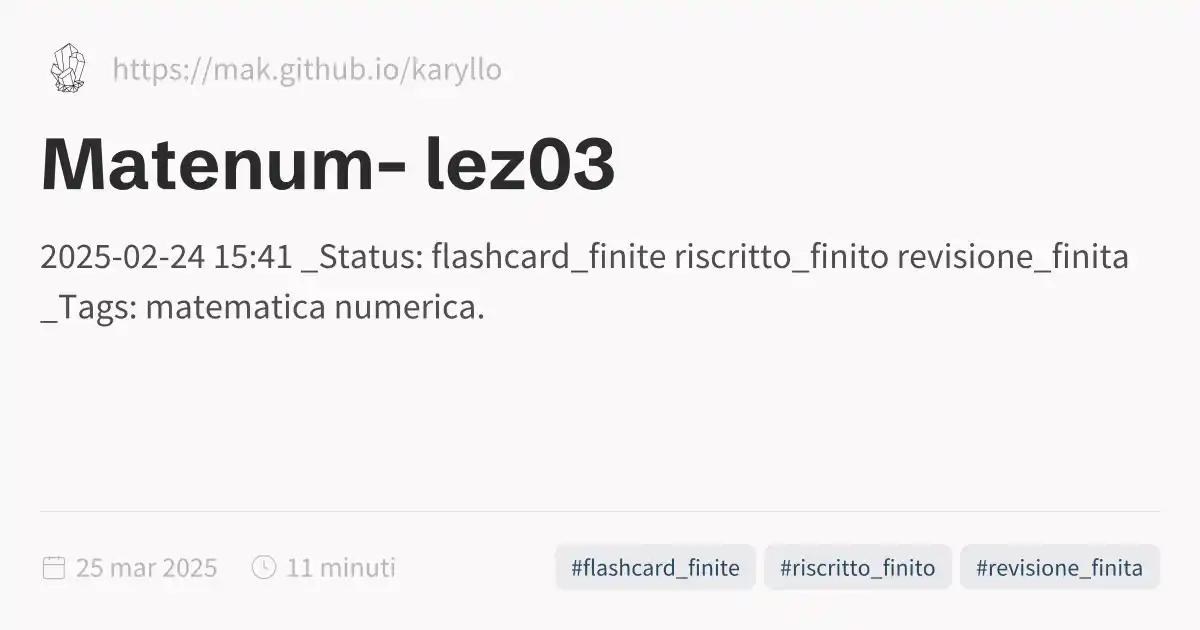 https://mak.github.io/karyllo
Matenum- lez03
2025-02-24 15:41 _Status: flashcard_finite riscritto_finito revisione_finita
_Tags: matematica numerica.
25 mar 2025 11 minuti #flashcard_finite #riscritto_finito #revisione_finita